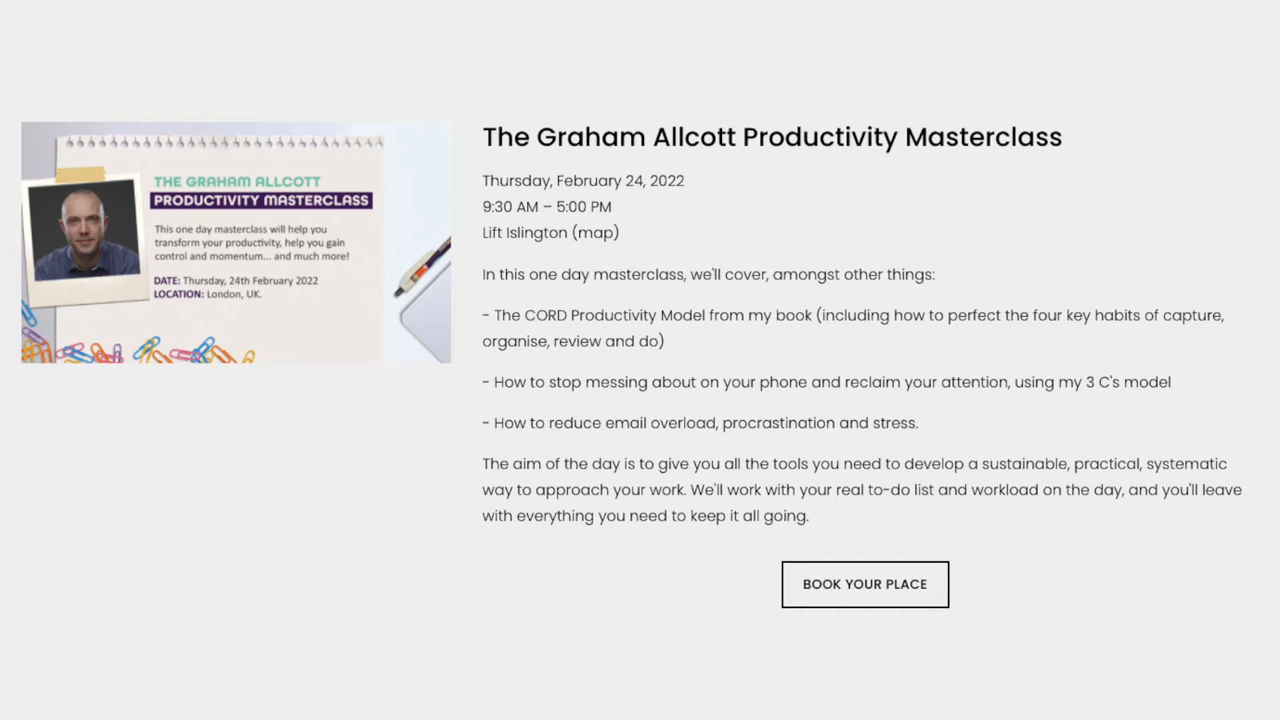 THE GRAHAM ALLCOTT
PRODUCTIVITY MASTERCLASS
This one day masterclass will help you
transform your productivity, help you gain
control and momentum... and much more!
DATE: Thursday, 24th February 2022
LOCATION: London, UK.
The Graham Allcott Productivity Masterclass
Thursday, February 24, 2022
9:30 AM – 5:00 PM
Lift Islington (map)
In this one day masterclass, we'll cover, amongst other things:
- The CORD Productivity Model from my book (including how to perfect the four key habits of capture,
organise, review and do)
- How to stop messing about on your phone and reclaim your attention, using my 3 C's model
- How to reduce email overload, procrastination and stress.
The aim of the day is to give you all the tools you need to develop a sustainable, practical, systematic
way to approach your work. We'll work with your real to-do list and workload on the day, and you'll leave
with everything you need to keep it all going.
BOOK YOUR PLACE